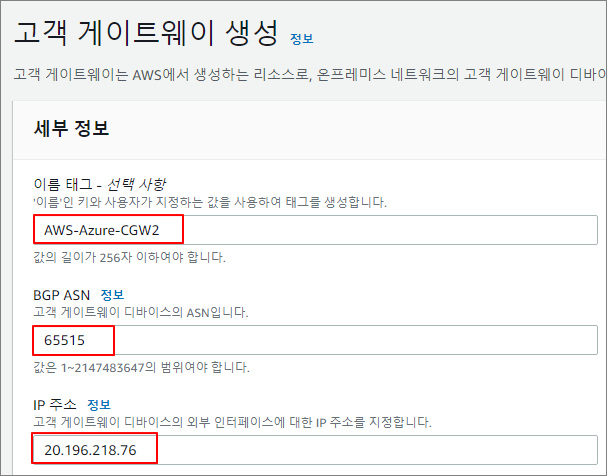 고객 게이트웨이 생성 정보
고객 게이트웨이는 AWS에서 생성하는 리소스로, 온프레미스 네트워크의 고객 게이트웨이 디바이
세부 정보
이름 태그 - 선택 사항
'이름'인 키와 사용자가 지정하는 값을 사용하여 태그를 생성합니다.
AWS-Azure-CGW2
값의 길이가 256자 이하여야 합니다.
BGP ASN 정보
고객 게이트웨이 디바이스의 ASN입니다.
65515
값은 1~2147483647의 범위여야 합니다.
IP 주소 정보
고객 게이트웨이 디바이스의 외부 인터페이스에 대한 IP 주소를 지정합니다.
20.196.218.76